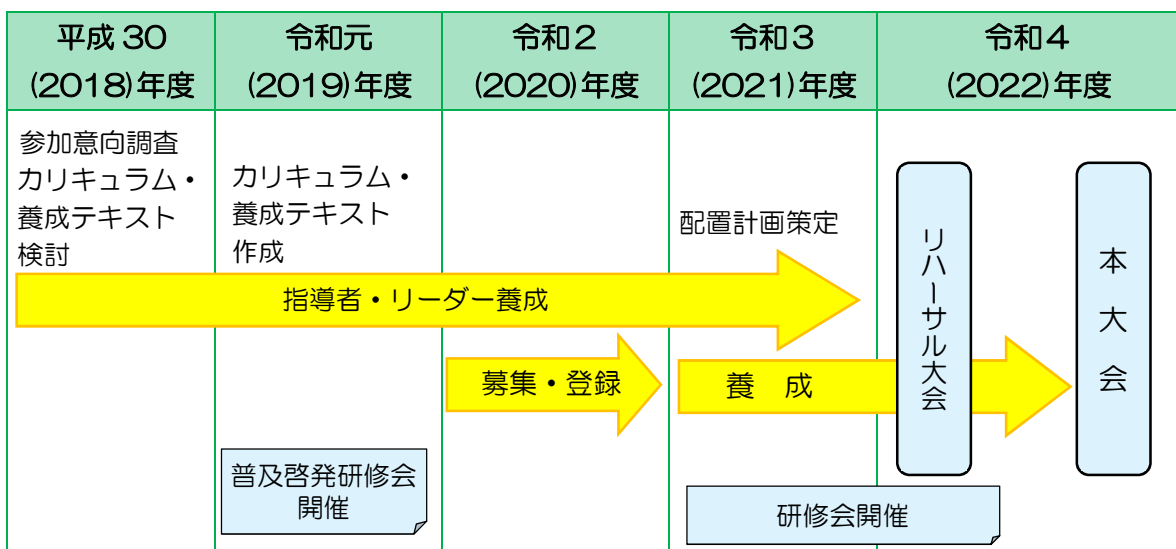 平成30
(2018)年度
令和元
(2019)年度
令和2
(2020)年度
令和3
(2021)年度
令和4
(2022)年度
参加意向調査
カリキュラム・
養成テキスト
検討
カリキュラム・
養成テキスト
作成
配置計画策定
指導者・リーダー養成
募集・登録
養 成
リハーサル大会
本大会
普及啓発研修会
開催
研修会開催